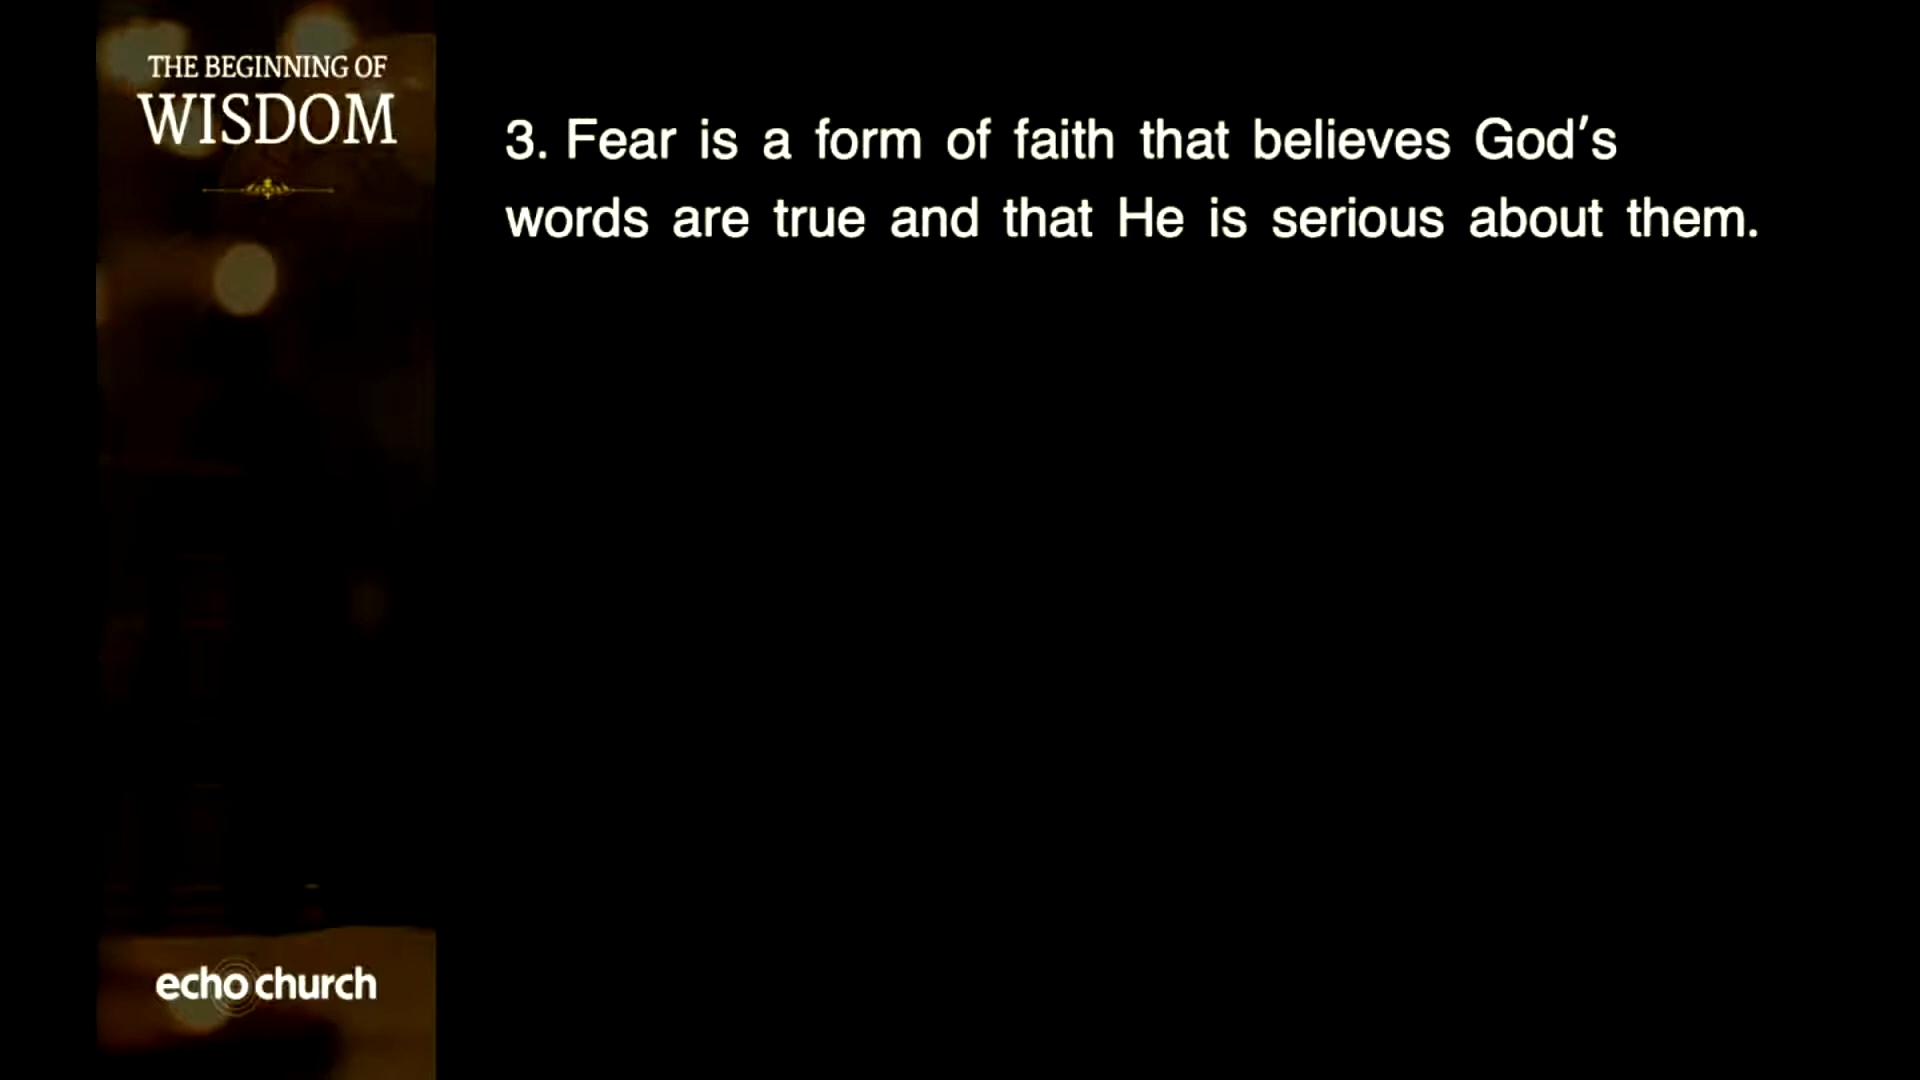 THE BEGINNING OF
WISDOM
3. Fear is a form of faith that believes God's
words are true and that He is serious about them.
echo church